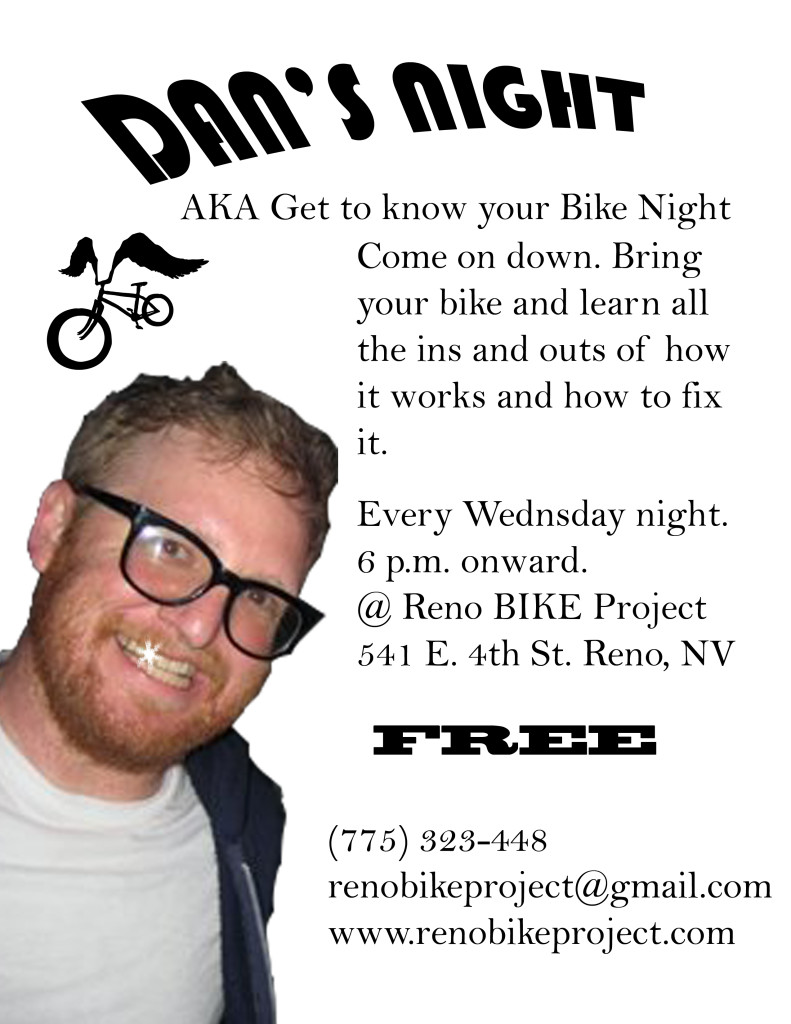 DAN'S NIGHT
AKA Get to know your Bike Night
Come on down. Bring
your bike and learn all
the ins and outs of how
it works and how to fix
it.
Every Wednsday night.
6 p.m. onward.
@ Reno BIKE Project
541 E. 4th St. Reno, NV
FREE
(775) 323-448
renobikeproject@gmail.com
www.renobikeproject.com